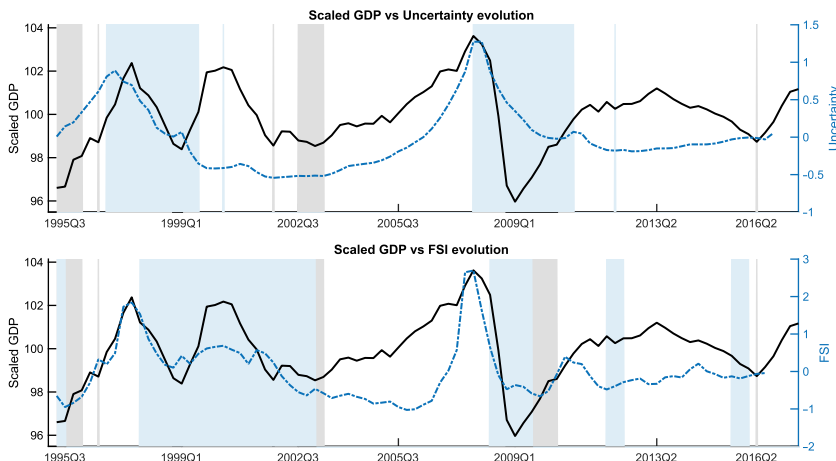 Scaled GDP vs Uncertainty evolution
104
102
100
98
96
Scaled GDP
1.5
1
0.5
0
-0.5
-1
Uncertainty
1995Q3 1999Q1 2002Q3 2005Q3 2009Q1 2013Q2 2016Q2
Scaled GDP vs FSI evolution
104
102
100
98
96
Scaled GDP
3
2
1
0
-1
-2
FSI
1995Q3 1999Q1 2002Q3 2005Q3 2009Q1 2013Q2 2016Q2